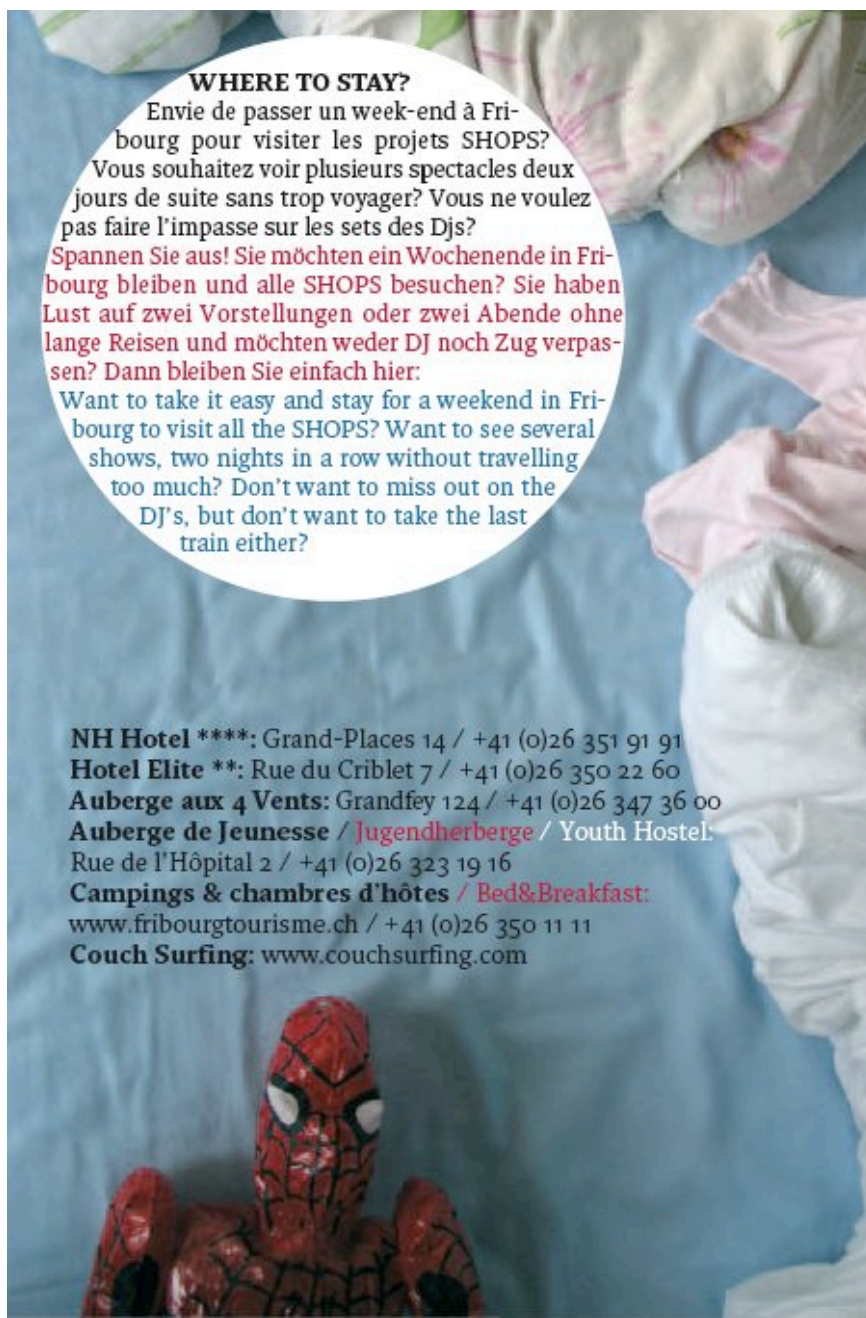 WHERE TO STAY?
Envie de passer un week-end à Fri-
bourg pour visiter les projets SHOPS?
Vous souhaitez voir plusieurs spectacles deux
jours de suite sans trop voyager? Vous ne voulez
pas faire l'impasse sur les sets des Djs?
Spannen Sie aus! Sie möchten ein Wochenende in Fri-
bourg bleiben und alle SHOPS besuchen? Sie haben
Lust auf zwei Vorstellungen oder zwei Abende ohne
lange Reisen und möchten weder DJ noch Zug verpas-
sen? Dann bleiben Sie einfach hier:
Want to take it easy and stay for a weekend in Fri-
bourg to visit all the SHOPS? Want to see several
shows, two nights in a row without travelling
too much? Don't want to miss out on the
DJ's, but don't want to take the last
train either?
NH Hotel ****: Grand-Places 14 / +41 (0)26 351 91 91
Hotel Elite **: Rue du Criblet 7 / +41 (0)26 350 22 60
Auberge aux 4 Vents: Grandfey 124 / +41 (0)26 347 36 00
Auberge de Jeunesse / Jugendherberge / Youth Hostel:
Rue de l'Hôpital 2 / +41 (0)26 323 19 16
Campings & chambres d'hôtes / Bed&Breakfast:
www.fribourgtourisme.ch / +41 (0)26 350 11 11
Couch Surfing: www.couchsurfing.com